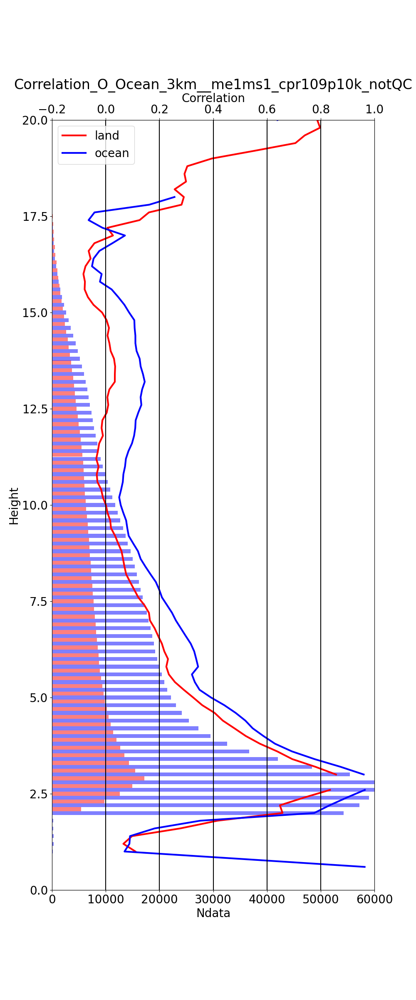 Correlation_O_Ocean_3km__me1ms1_cpr109p10k_notQC
Correlation
−0.2 0.0 0.2 0.4 0.6 0.8 1.0
land
ocean
20.0
17.5
15.0
12.5
10.0
7.5
5.0
2.5
0.0
Height
0 10000 20000 30000 40000 50000 60000
Ndata